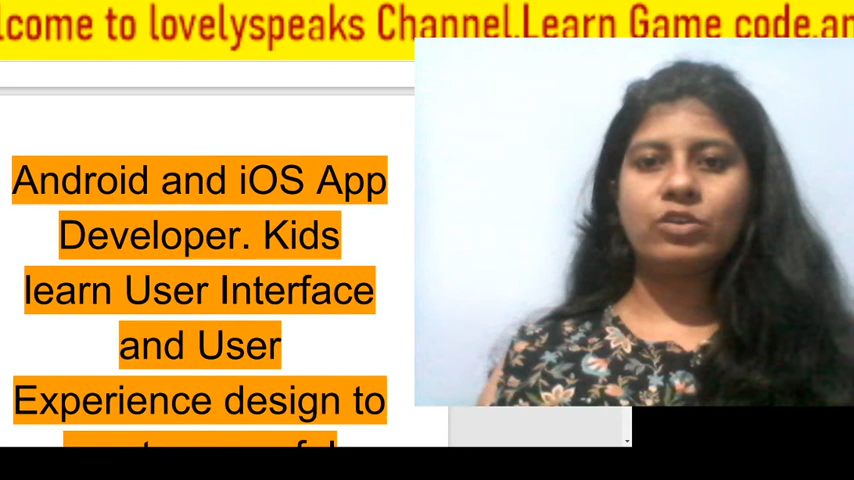 lcome to lovelyspeaks Channel.Learn Game code,an
Android and iOS App
Developer. Kids
learn User Interface
and User
Experience design to